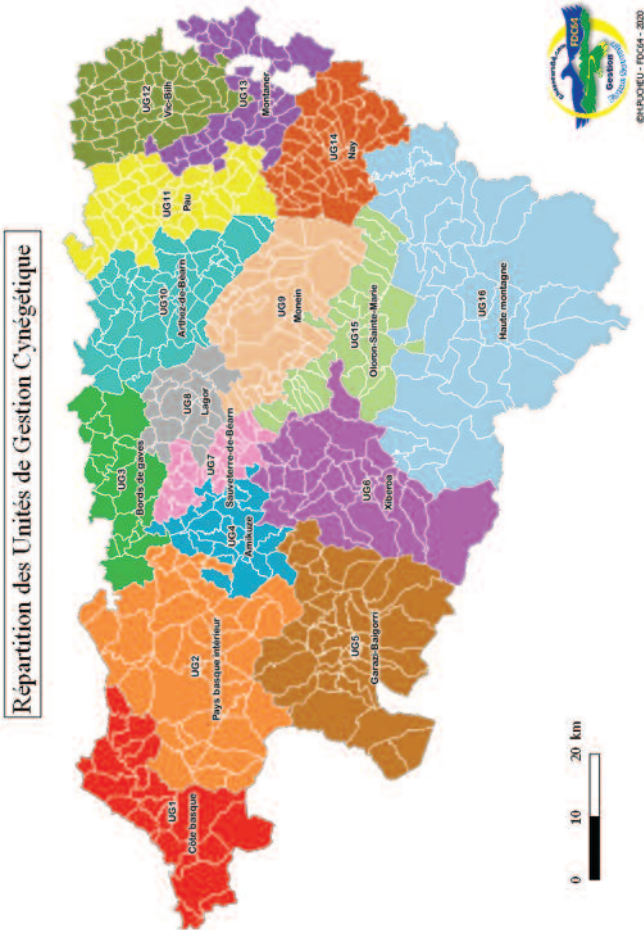 Répartition des Unités de Gestion Cynégétique
UG1
Côte basque
UG2
Pays basque intérieur
UG3
Bords de gaves
UG4
Amikuze
UG5
Garazi-Baigorri
UG6
Xiberoa
UG7
Sauveterre-de-Béarn
UG8
Lagor
UG9
Monein
UG10
Arthez-de-Béarn
UG11
Pau
UG12
Vic-Bilh
UG13
Montaner
UG14
Nay
UG15
Oloron-Sainte-Marie
UG16
Haute montagne
0 10 20 km
FDC64
Gestion
FDC64 - 2020